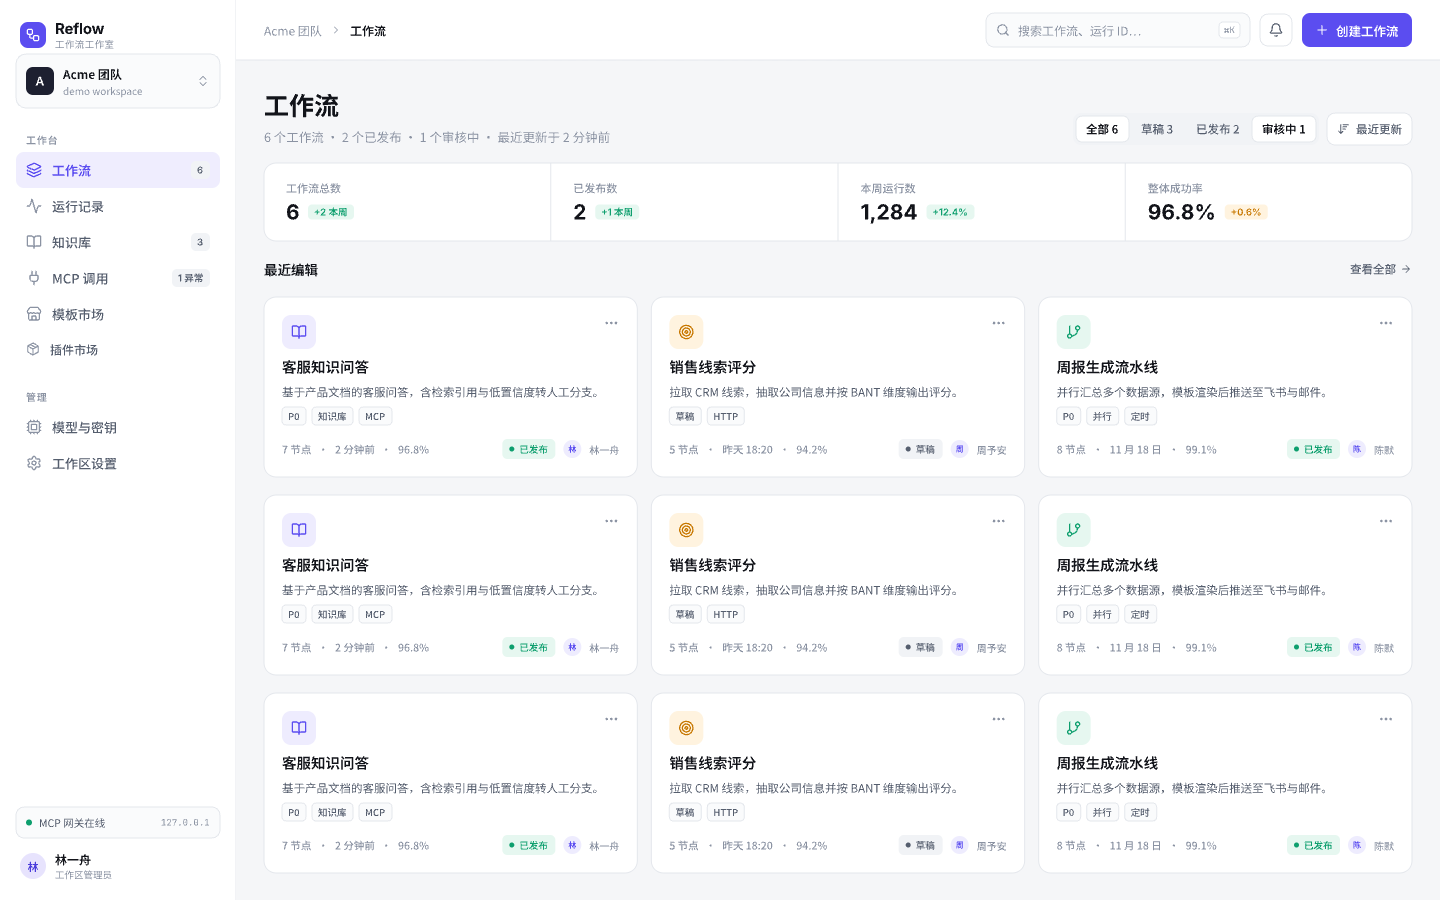 Reflow
工作流工作室
A
Acme 团队
demo workspace
工作台
工作流 6
运行记录
知识库 3
MCP 调用 1 异常
模板市场
插件市场
管理
模型与密钥
工作区设置
MCP 网关在线 127.0.0.1
林
林一舟
工作区管理员
Acme 团队 工作流
搜索工作流、运行 ID... ⌘K
创建工作流
工作流
6 个工作流 • 2 个已发布 • 1 个审核中 • 最近更新于 2 分钟前
全部 6 草稿 3 已发布 2 审核中 1 最近更新
工作流总数
6 +2 本周
已发布数
2 +1 本周
本周运行数
1,284 +12.4%
整体成功率
96.8% +0.6%
最近编辑 查看全部
客服知识问答
基于产品文档的客服问答，含检索引用与低置信度转人工分支。
P0 知识库 MCP
7 节点 • 2 分钟前 • 96.8% 已发布 林 林一舟
销售线索评分
拉取 CRM 线索，抽取公司信息并按 BANT 维度输出评分。
草稿 HTTP
5 节点 • 昨天 18:20 • 94.2% 草稿 周 周予安
周报生成流水线
并行汇总多个数据源，模板渲染后推送至飞书与邮件。
P0 并行 定时
8 节点 • 11 月 18 日 • 99.1% 已发布 陈 陈默
客服知识问答
基于产品文档的客服问答，含检索引用与低置信度转人工分支。
P0 知识库 MCP
7 节点 • 2 分钟前 • 96.8% 已发布 林 林一舟
销售线索评分
拉取 CRM 线索，抽取公司信息并按 BANT 维度输出评分。
草稿 HTTP
5 节点 • 昨天 18:20 • 94.2% 草稿 周 周予安
周报生成流水线
并行汇总多个数据源，模板渲染后推送至飞书与邮件。
P0 并行 定时
8 节点 • 11 月 18 日 • 99.1% 已发布 陈 陈默
客服知识问答
基于产品文档的客服问答，含检索引用与低置信度转人工分支。
P0 知识库 MCP
7 节点 • 2 分钟前 • 96.8% 已发布 林 林一舟
销售线索评分
拉取 CRM 线索，抽取公司信息并按 BANT 维度输出评分。
草稿 HTTP
5 节点 • 昨天 18:20 • 94.2% 草稿 周 周予安
周报生成流水线
并行汇总多个数据源，模板渲染后推送至飞书与邮件。
P0 并行 定时
8 节点 • 11 月 18 日 • 99.1% 已发布 陈 陈默